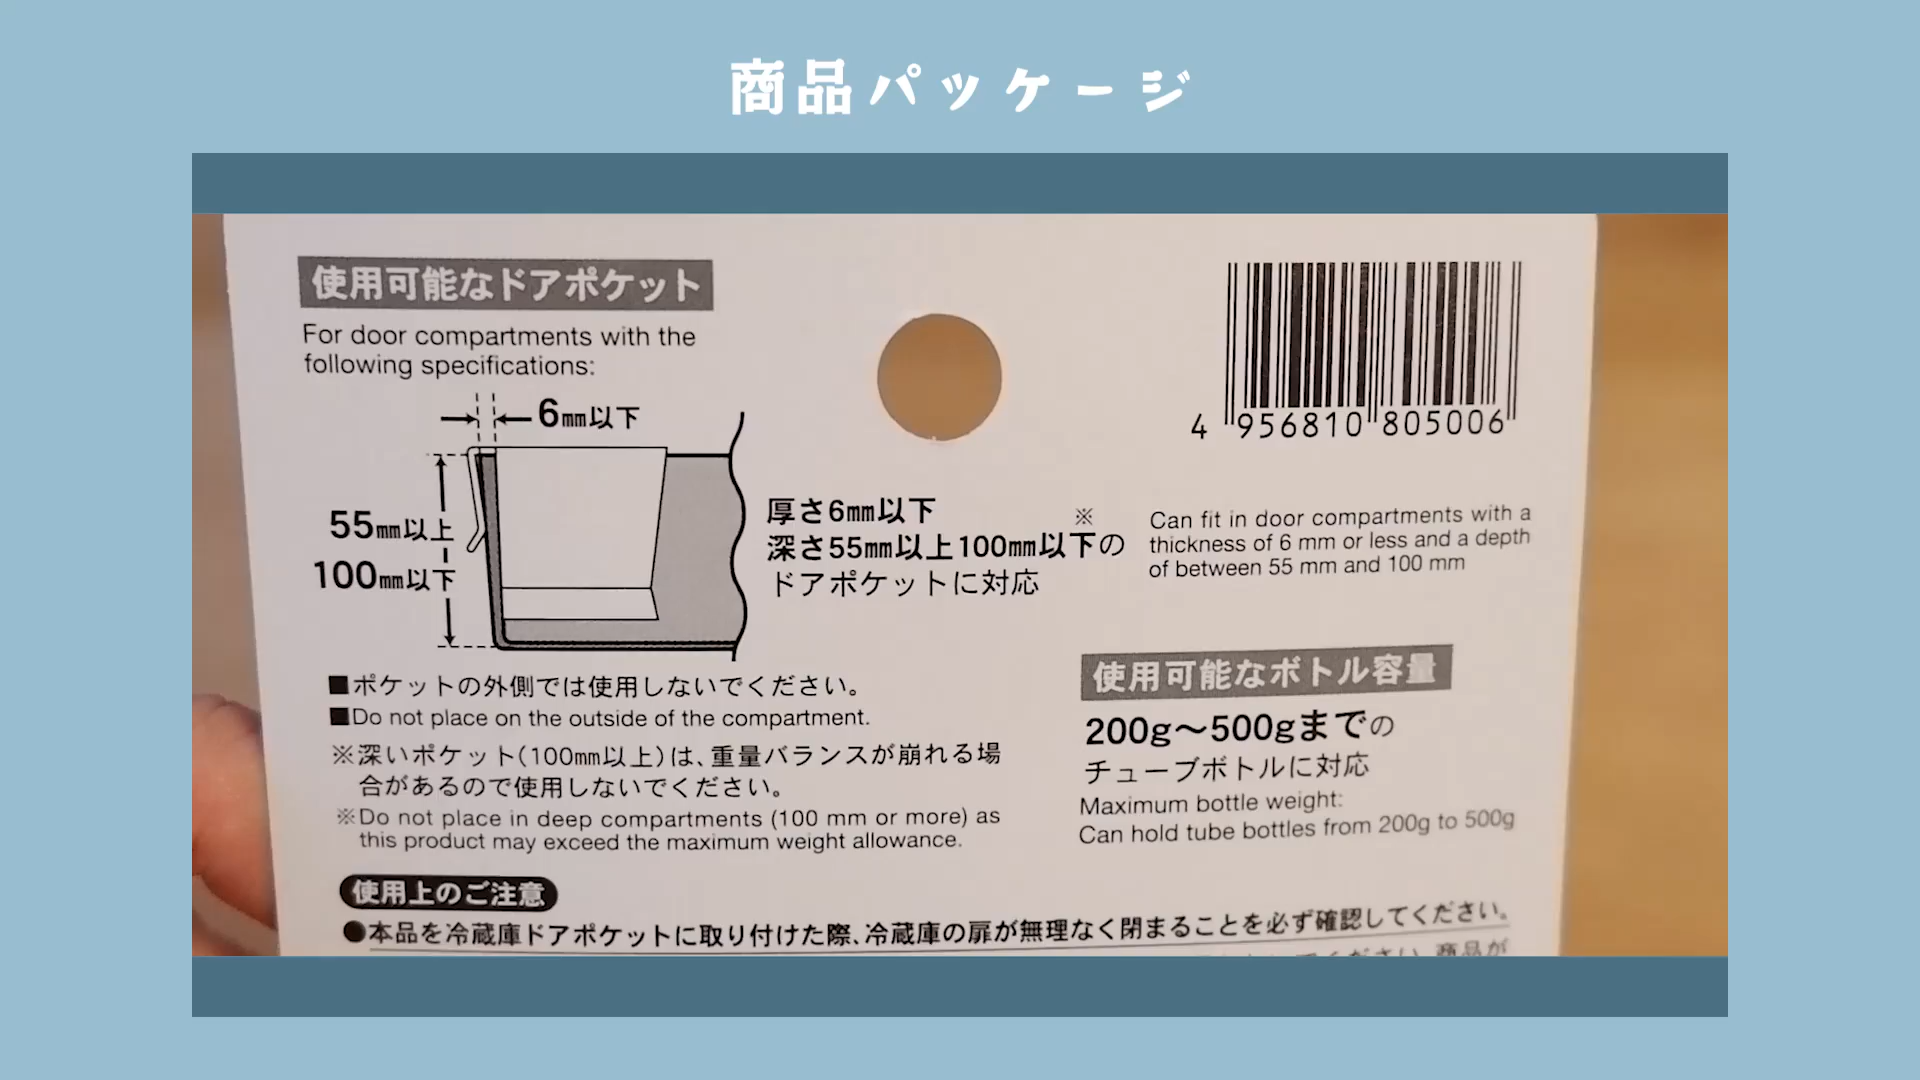 商品パッケージ
使用可能なドアポケット
For door compartments with the
following specifications:
6mm以下
55mm以上
100mm以下
厚さ6mm以下
※
深さ55mm以上100mm以下の
ドアポケットに対応
4 956810 805006
Can fit in door compartments with a
thickness of 6 mm or less and a depth
of between 55 mm and 100 mm
■ポケットの外側では使用しないでください。
■Do not place on the outside of the compartment.
※深いポケット(100mm以上)は、重量バランスが崩れる場
合があるので使用しないでください。
※Do not place in deep compartments (100 mm or more) as
this product may exceed the maximum weight allowance.
使用可能なボトル容量
200g〜500gまでの
チューブボトルに対応
Maximum bottle weight:
Can hold tube bottles from 200g to 500g
使用上のご注意
●本品を冷蔵庫ドアポケットに取り付けた際、冷蔵庫の扉が無理なく閉まることを必ず確認してください。
ください。商品が